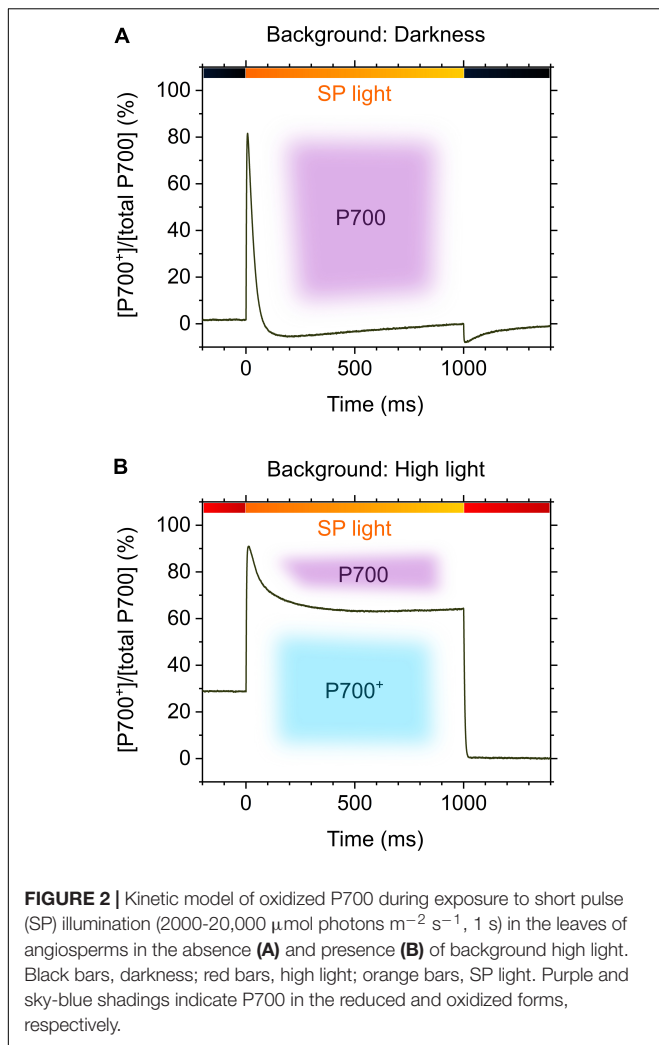 A Background: Darkness
SP light
[P700⁺]/[total P700] (%)
100
80
60
40
20
0
P700
0 500 1000
Time (ms)
B Background: High light
SP light
[P700⁺]/[total P700] (%)
100
80
60
40
20
0
P700
P700⁺
0 500 1000
Time (ms)
FIGURE 2 | Kinetic model of oxidized P700 during exposure to short pulse
(SP) illumination (2000-20,000 μmol photons m⁻² s⁻¹, 1 s) in the leaves of
angiosperms in the absence (A) and presence (B) of background high light.
Black bars, darkness; red bars, high light; orange bars, SP light. Purple and
sky-blue shadings indicate P700 in the reduced and oxidized forms,
respectively.